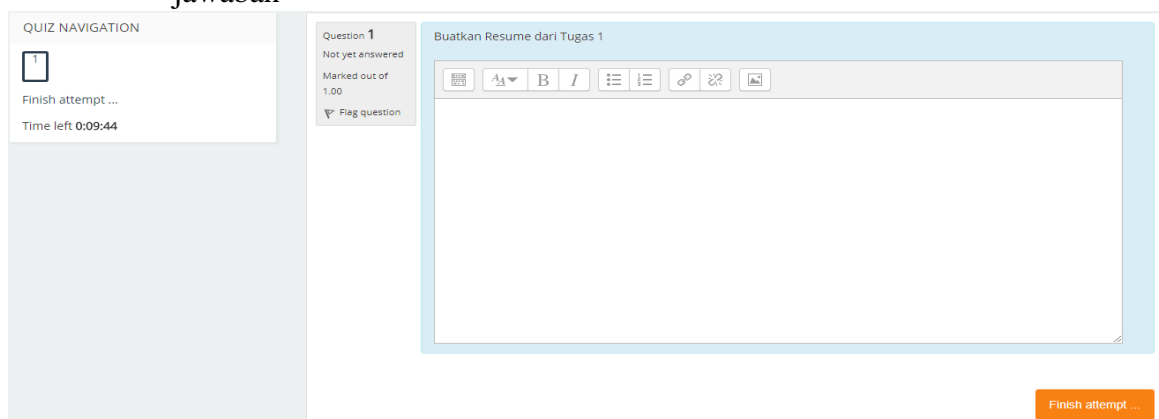 jawaban
QUIZ NAVIGATION
1
Finish attempt ...
Time left 0:09:44
Question 1
Not yet answered
Marked out of
1.00
Flag question
Buatkan Resume dari Tugas 1
B I
Finish attempt ...